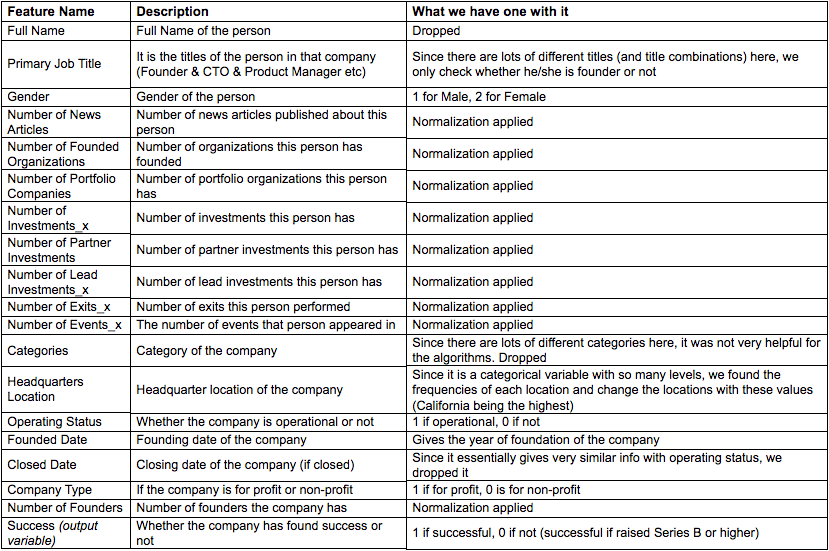 Feature Name Description What we have one with it
Full Name Full Name of the person Dropped
Primary Job Title It is the titles of the person in that company (Founder & CTO & Product Manager etc) Since there are lots of different titles (and title combinations) here, we only check whether he/she is founder or not
Gender Gender of the person 1 for Male, 2 for Female
Number of News Articles Number of news articles published about this person Normalization applied
Number of Founded Organizations Number of organizations this person has founded Normalization applied
Number of Portfolio Companies Number of portfolio organizations this person has Normalization applied
Number of Investments_x Number of investments this person has Normalization applied
Number of Partner Investments Number of partner investments this person has Normalization applied
Number of Lead Investments_x Number of lead investments this person has Normalization applied
Number of Exits_x Number of exits this person performed Normalization applied
Number of Events_x The number of events that person appeared in Normalization applied
Categories Category of the company Since there are lots of different categories here, it was not very helpful for the algorithms. Dropped
Headquarters Location Headquarter location of the company Since it is a categorical variable with so many levels, we found the frequencies of each location and change the locations with these values (California being the highest)
Operating Status Whether the company is operational or not 1 if operational, 0 if not
Founded Date Founding date of the company Gives the year of foundation of the company
Closed Date Closing date of the company (if closed) Since it essentially gives very similar info with operating status, we dropped it
Company Type If the company is for profit or non-profit 1 if for profit, 0 is for non-profit
Number of Founders Number of founders the company has Normalization applied
Success (output variable) Whether the company has found success or not 1 if successful, 0 if not (successful if raised Series B or higher)